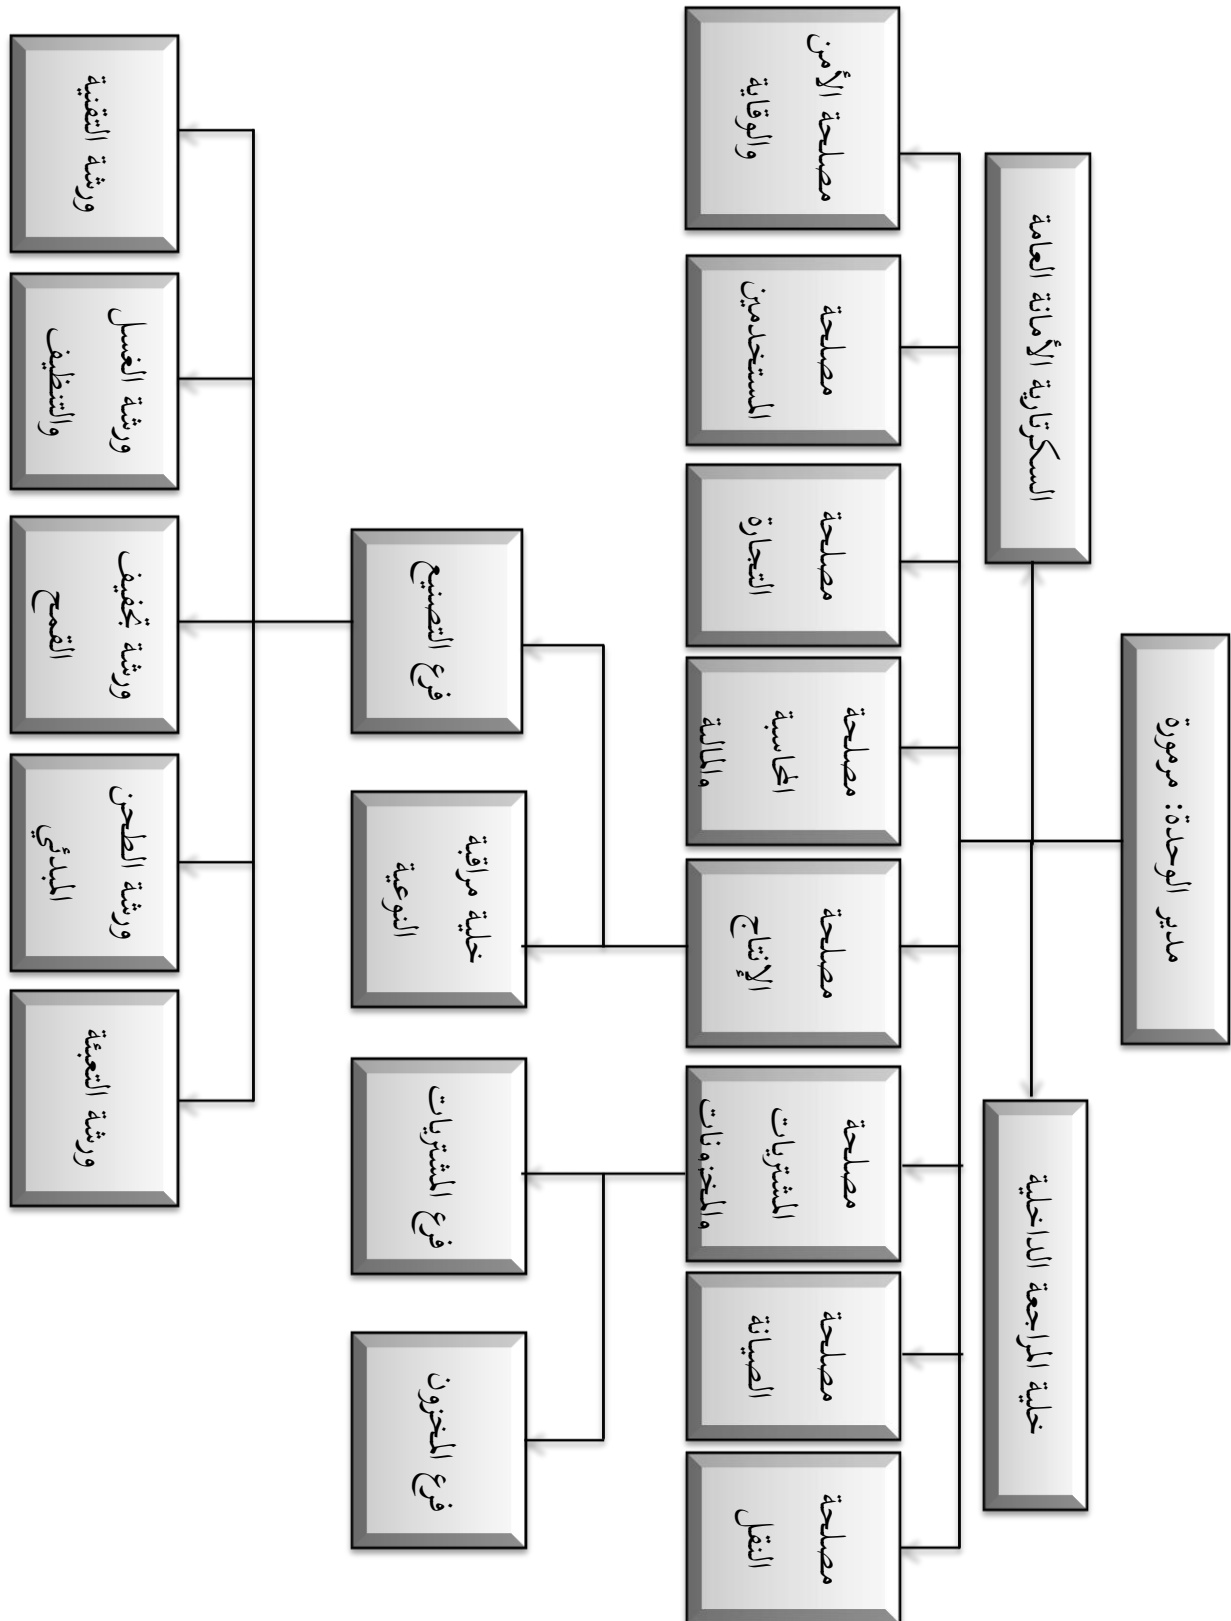 مدير الوحدة: مرمورة
خلية المراجعة الداخلية
السكرتارية الأمانة العامة
مصلحة
النقل
مصلحة
الصيانة
مصلحة
المشتريات
والمخزونات
مصلحة
الإنتاج
مصلحة
المحاسبة
والمالية
مصلحة
التجارة
مصلحة
المستخدمين
مصلحة الأمن
والوقاية
فرع المخزون
فرع المشتريات
خلية مراقبة
النوعية
فرع التصنيع
ورشة التعبئة
ورشة الطحن
المبدئي
ورشة تجفيف
القمح
ورشة الغسل
والتنظيف
ورشة التقنية